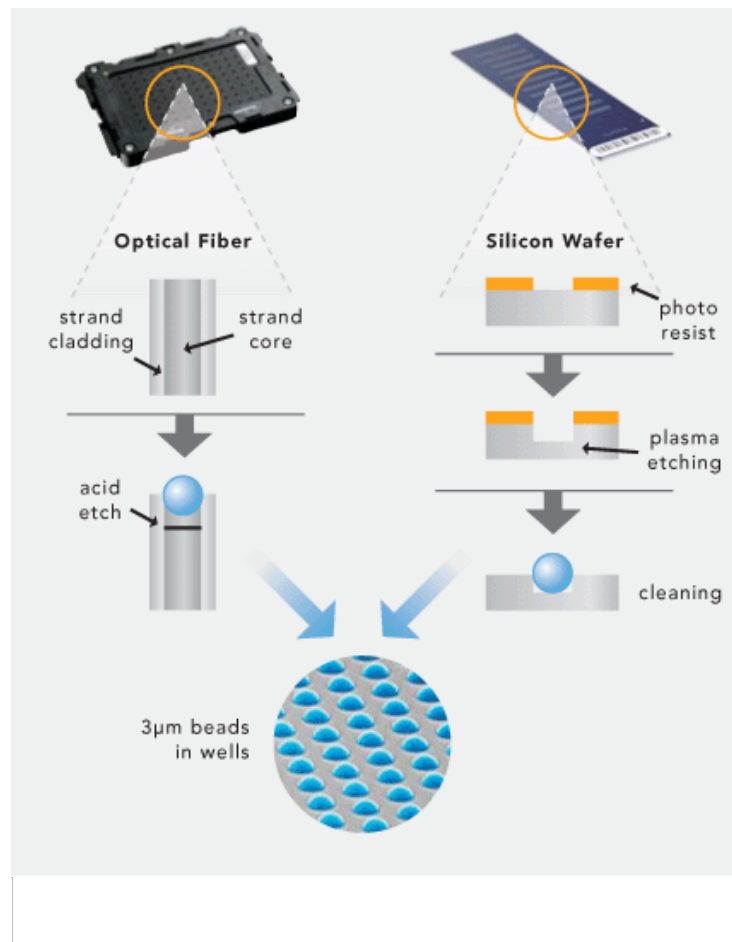 Optical Fiber
Silicon Wafer
strand
cladding
strand
core
photo
resist
acid
etch
plasma
etching
cleaning
3µm beads
in wells